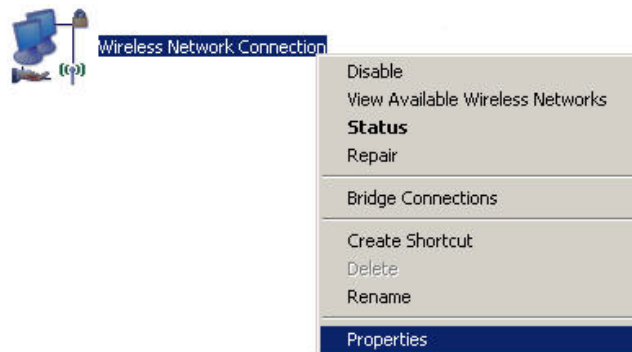 Wireless Network Connection
Disable
View Available Wireless Networks
Status
Repair
Bridge Connections
Create Shortcut
Delete
Rename
Properties